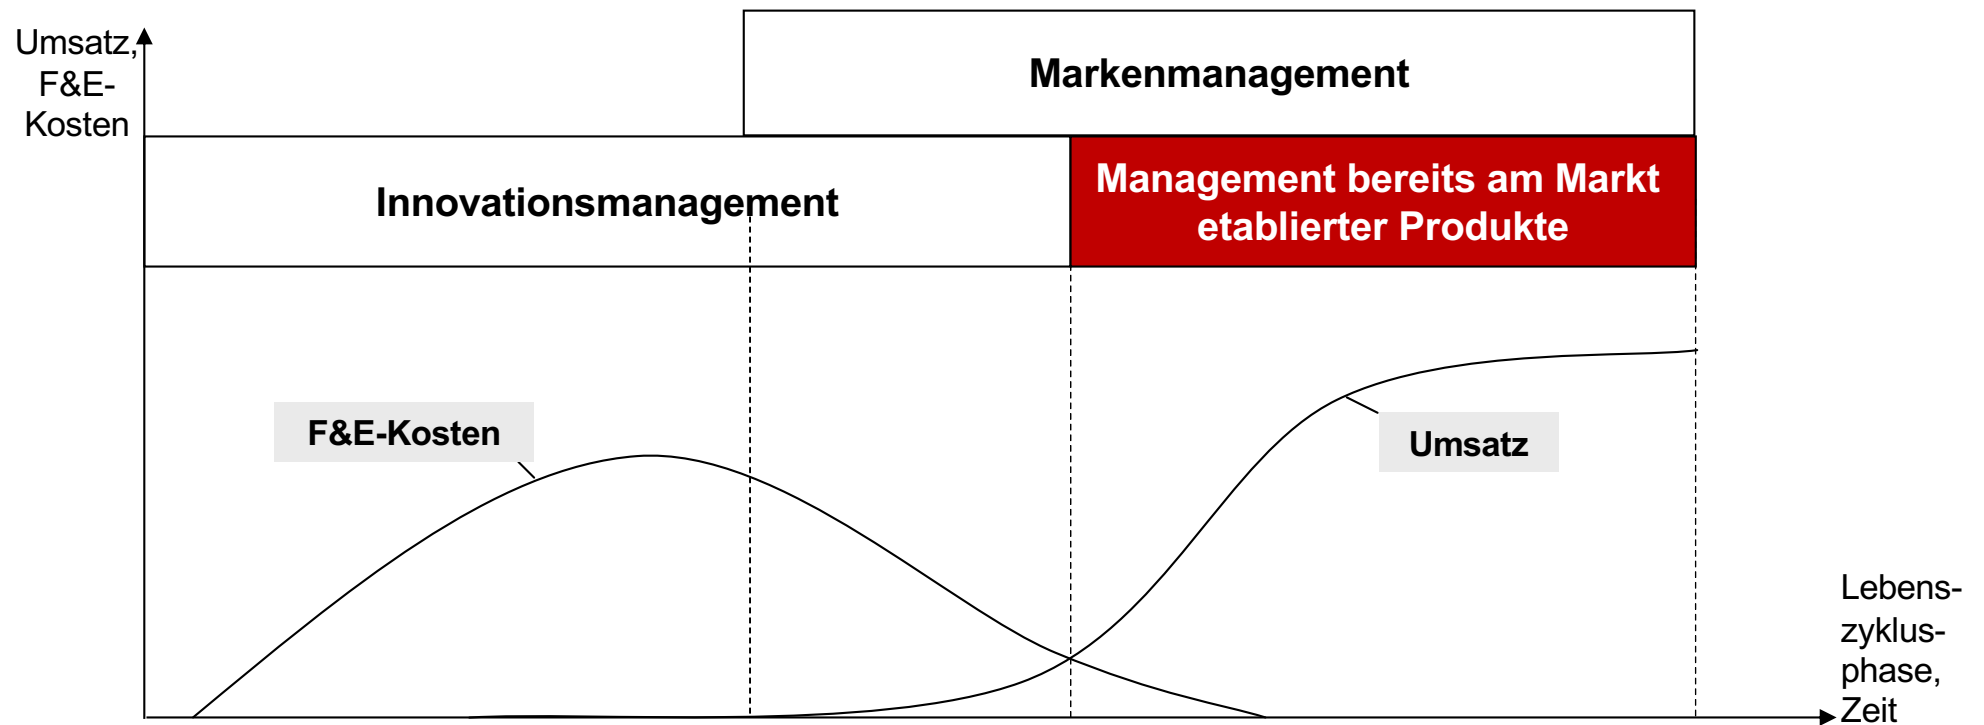 Umsatz,
F&E-
Kosten
Markenmanagement
Innovationsmanagement
Management bereits am Markt
etablierter Produkte
F&E-Kosten
Umsatz
Lebens-
zyklus-
phase,
Zeit